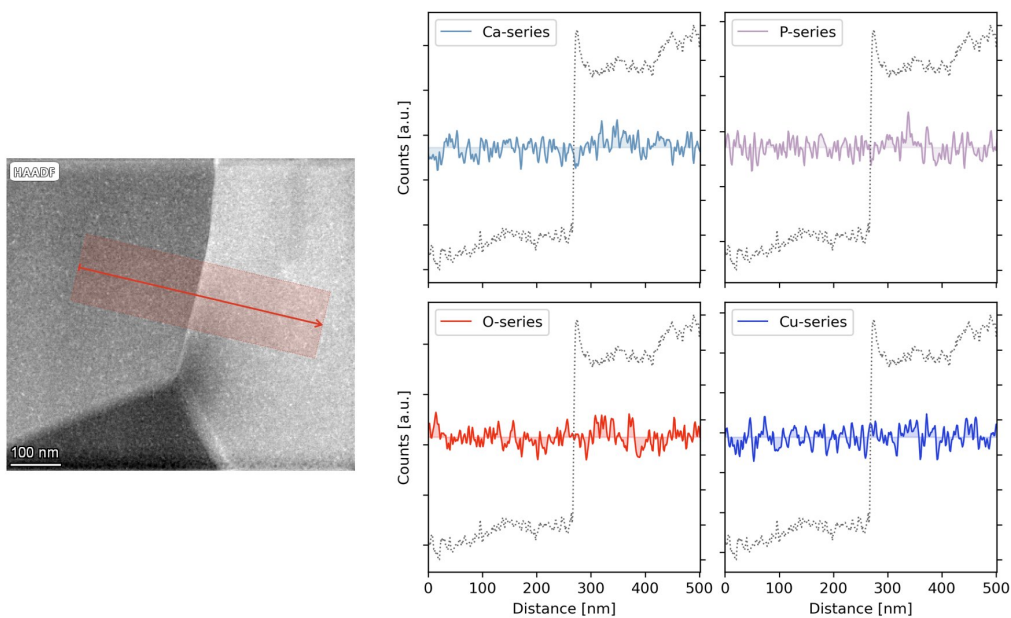 HAADF
100 nm
Ca-series
P-series
Counts [a.u.]
O-series
Cu-series
Counts [a.u.]
0 100 200 300 400 500
0 100 200 300 400 500
Distance [nm]
Distance [nm]